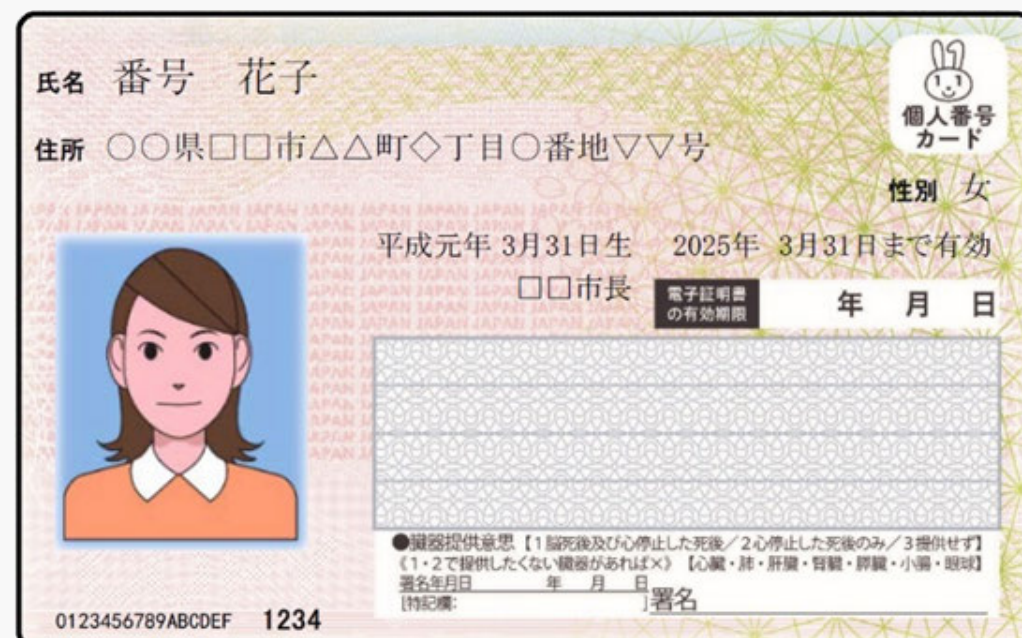 氏名 番号 花子
個人番号
カード
住所 ○○県□□市△△町◇丁目○番地▽▽号
性別 女
平成元年 3月31日生 2025年 3月31日まで有効
□□市長
電子証明書
の有効期限
年 月 日
JAPAN JAPAN JAPAN JAPAN JAPAN JAPAN JAPAN
●臓器提供意思【1脳死後及び心停止した死後/2心停止した死後のみ/3提供せず】
《1・2で提供したくない臓器があれば×》【心臓・肺・肝臓・腎臓・膵臓・小腸・眼球】
署名年月日 年 月 日
[特記欄: ]署名
0123456789ABCDEF 1234